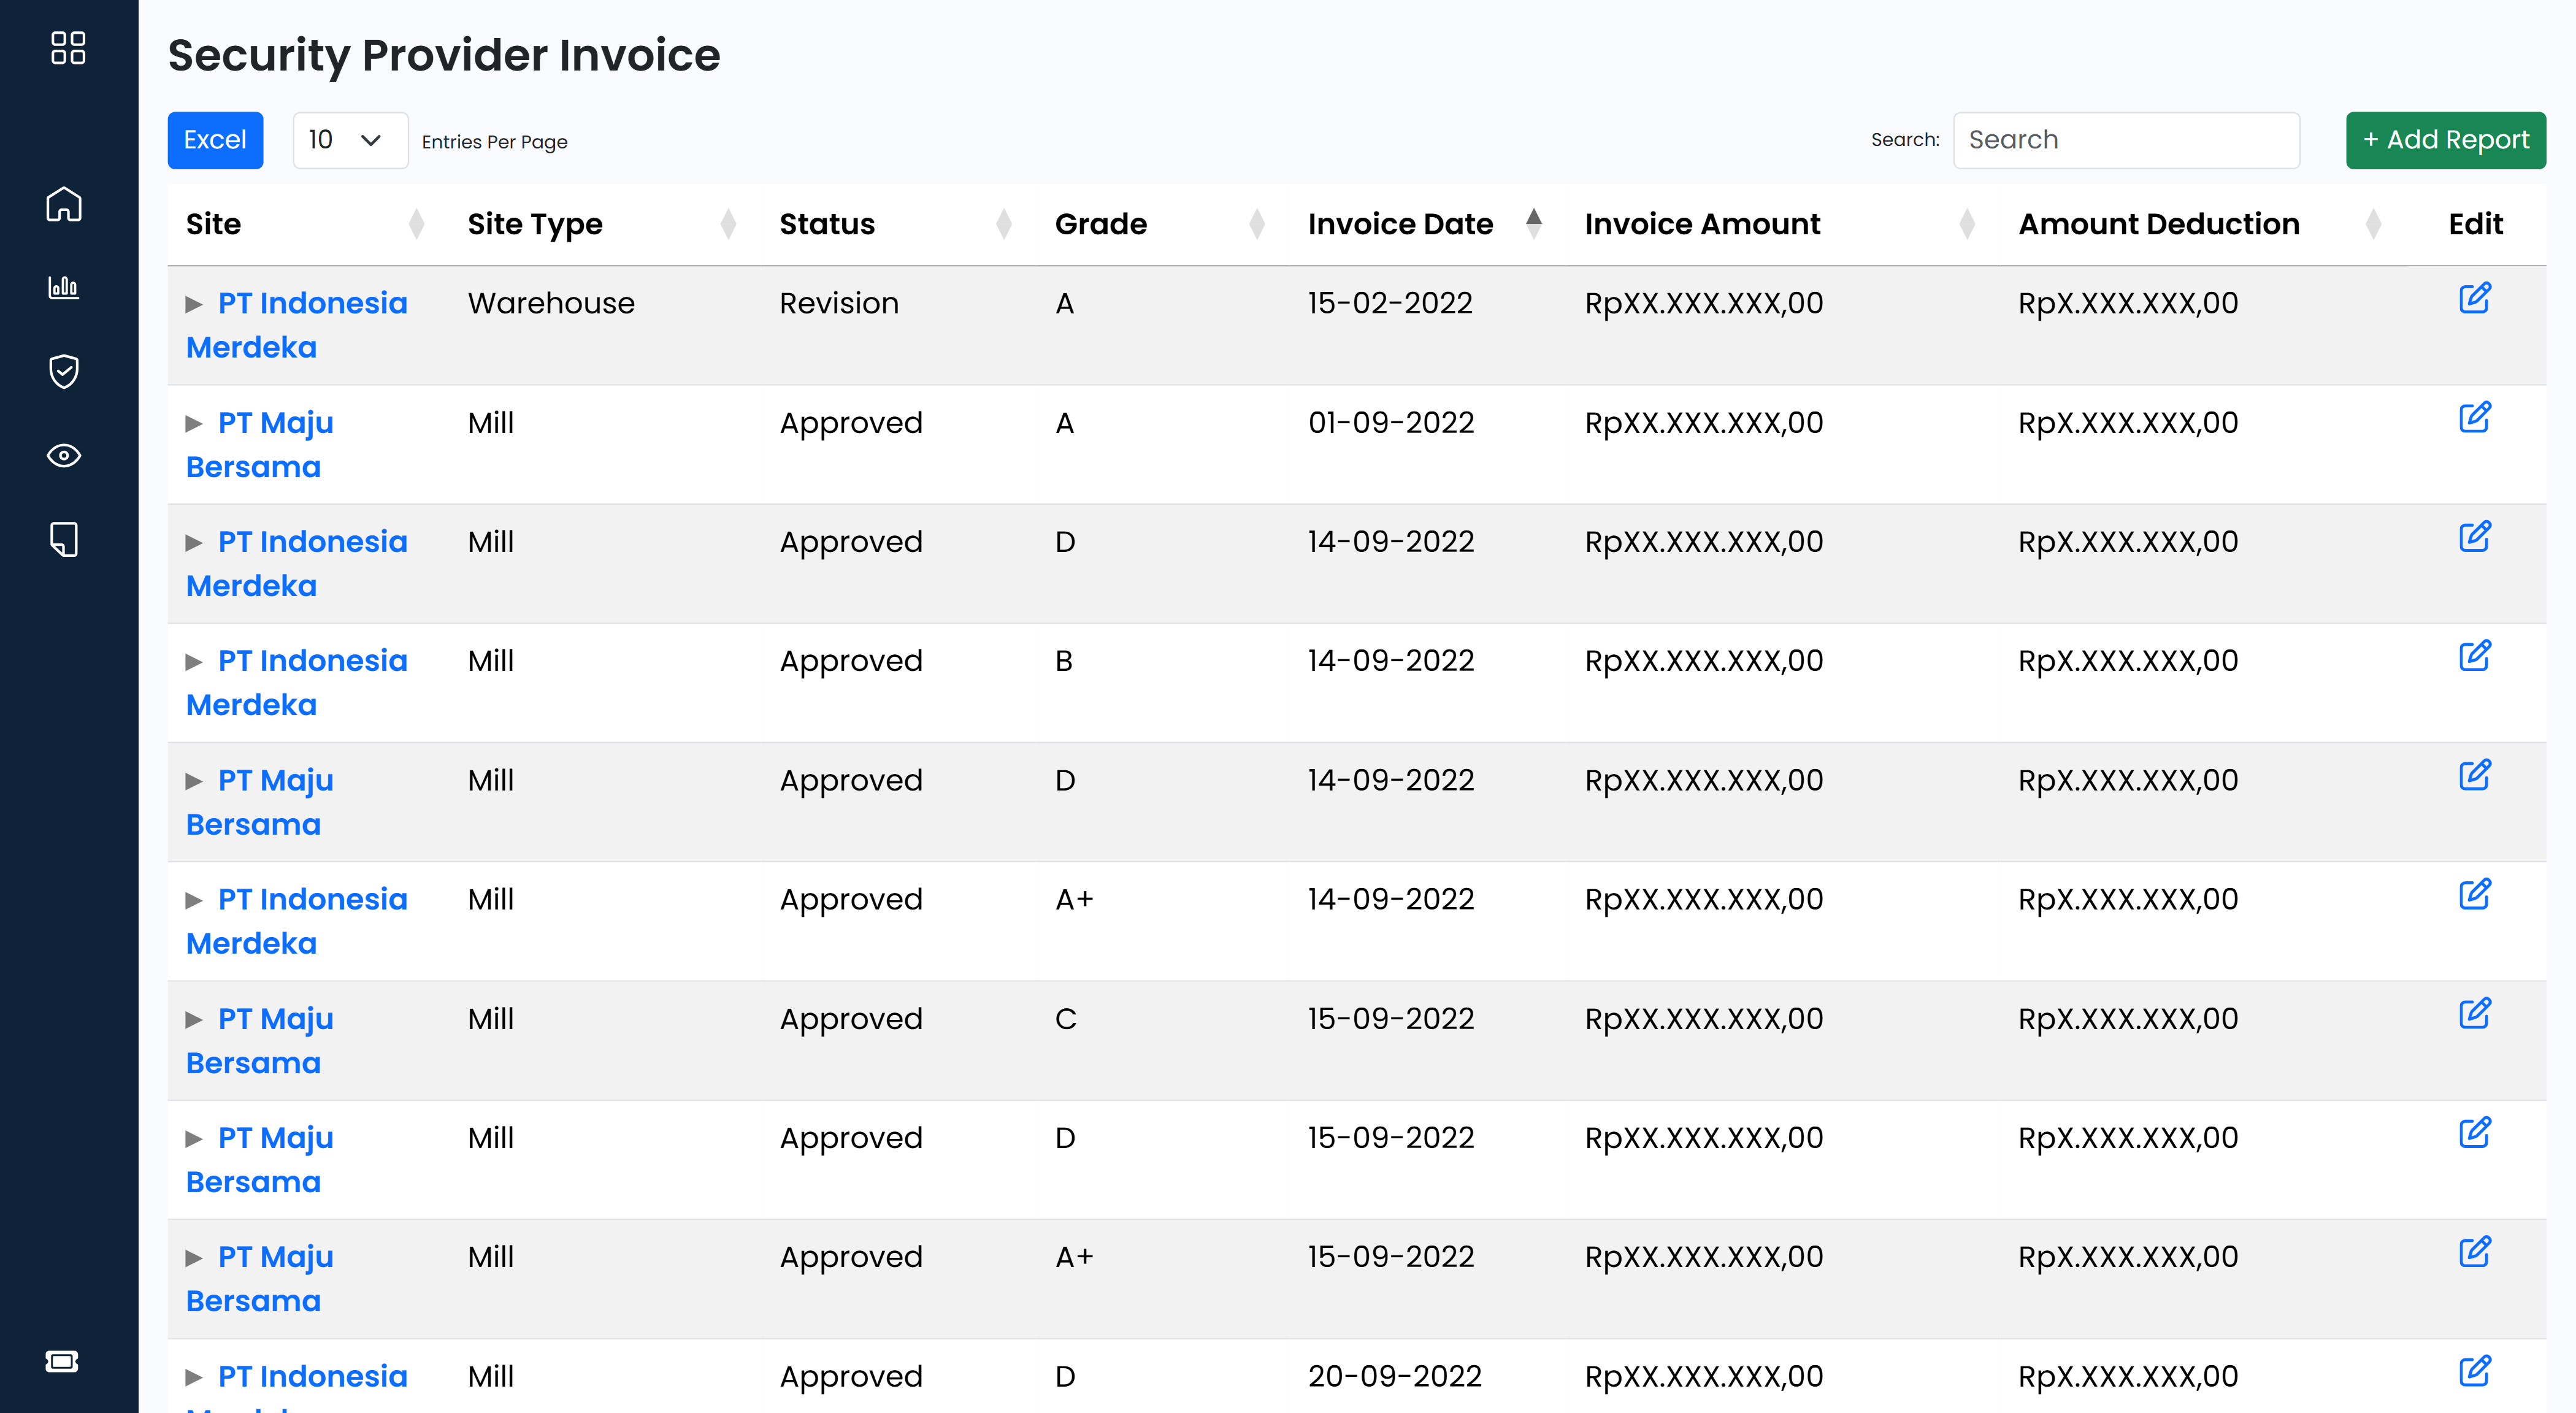 Security Provider Invoice
Excel 10 Entries Per Page Search: Search + Add Report
Site Site Type Status Grade Invoice Date Invoice Amount Amount Deduction Edit
PT Indonesia Warehouse Revision A 15-02-2022 RpXX.XXX.XXX,00 RpX.XXX.XXX,00
Merdeka
PT Maju Mill Approved A 01-09-2022 RpXX.XXX.XXX,00 RpX.XXX.XXX,00
Bersama
PT Indonesia Mill Approved D 14-09-2022 RpXX.XXX.XXX,00 RpX.XXX.XXX,00
Merdeka
PT Indonesia Mill Approved B 14-09-2022 RpXX.XXX.XXX,00 RpX.XXX.XXX,00
Merdeka
PT Maju Mill Approved D 14-09-2022 RpXX.XXX.XXX,00 RpX.XXX.XXX,00
Bersama
PT Indonesia Mill Approved A+ 14-09-2022 RpXX.XXX.XXX,00 RpX.XXX.XXX,00
Merdeka
PT Maju Mill Approved C 15-09-2022 RpXX.XXX.XXX,00 RpX.XXX.XXX,00
Bersama
PT Maju Mill Approved D 15-09-2022 RpXX.XXX.XXX,00 RpX.XXX.XXX,00
Bersama
PT Maju Mill Approved A+ 15-09-2022 RpXX.XXX.XXX,00 RpX.XXX.XXX,00
Bersama
PT Indonesia Mill Approved D 20-09-2022 RpXX.XXX.XXX,00 RpX.XXX.XXX,00